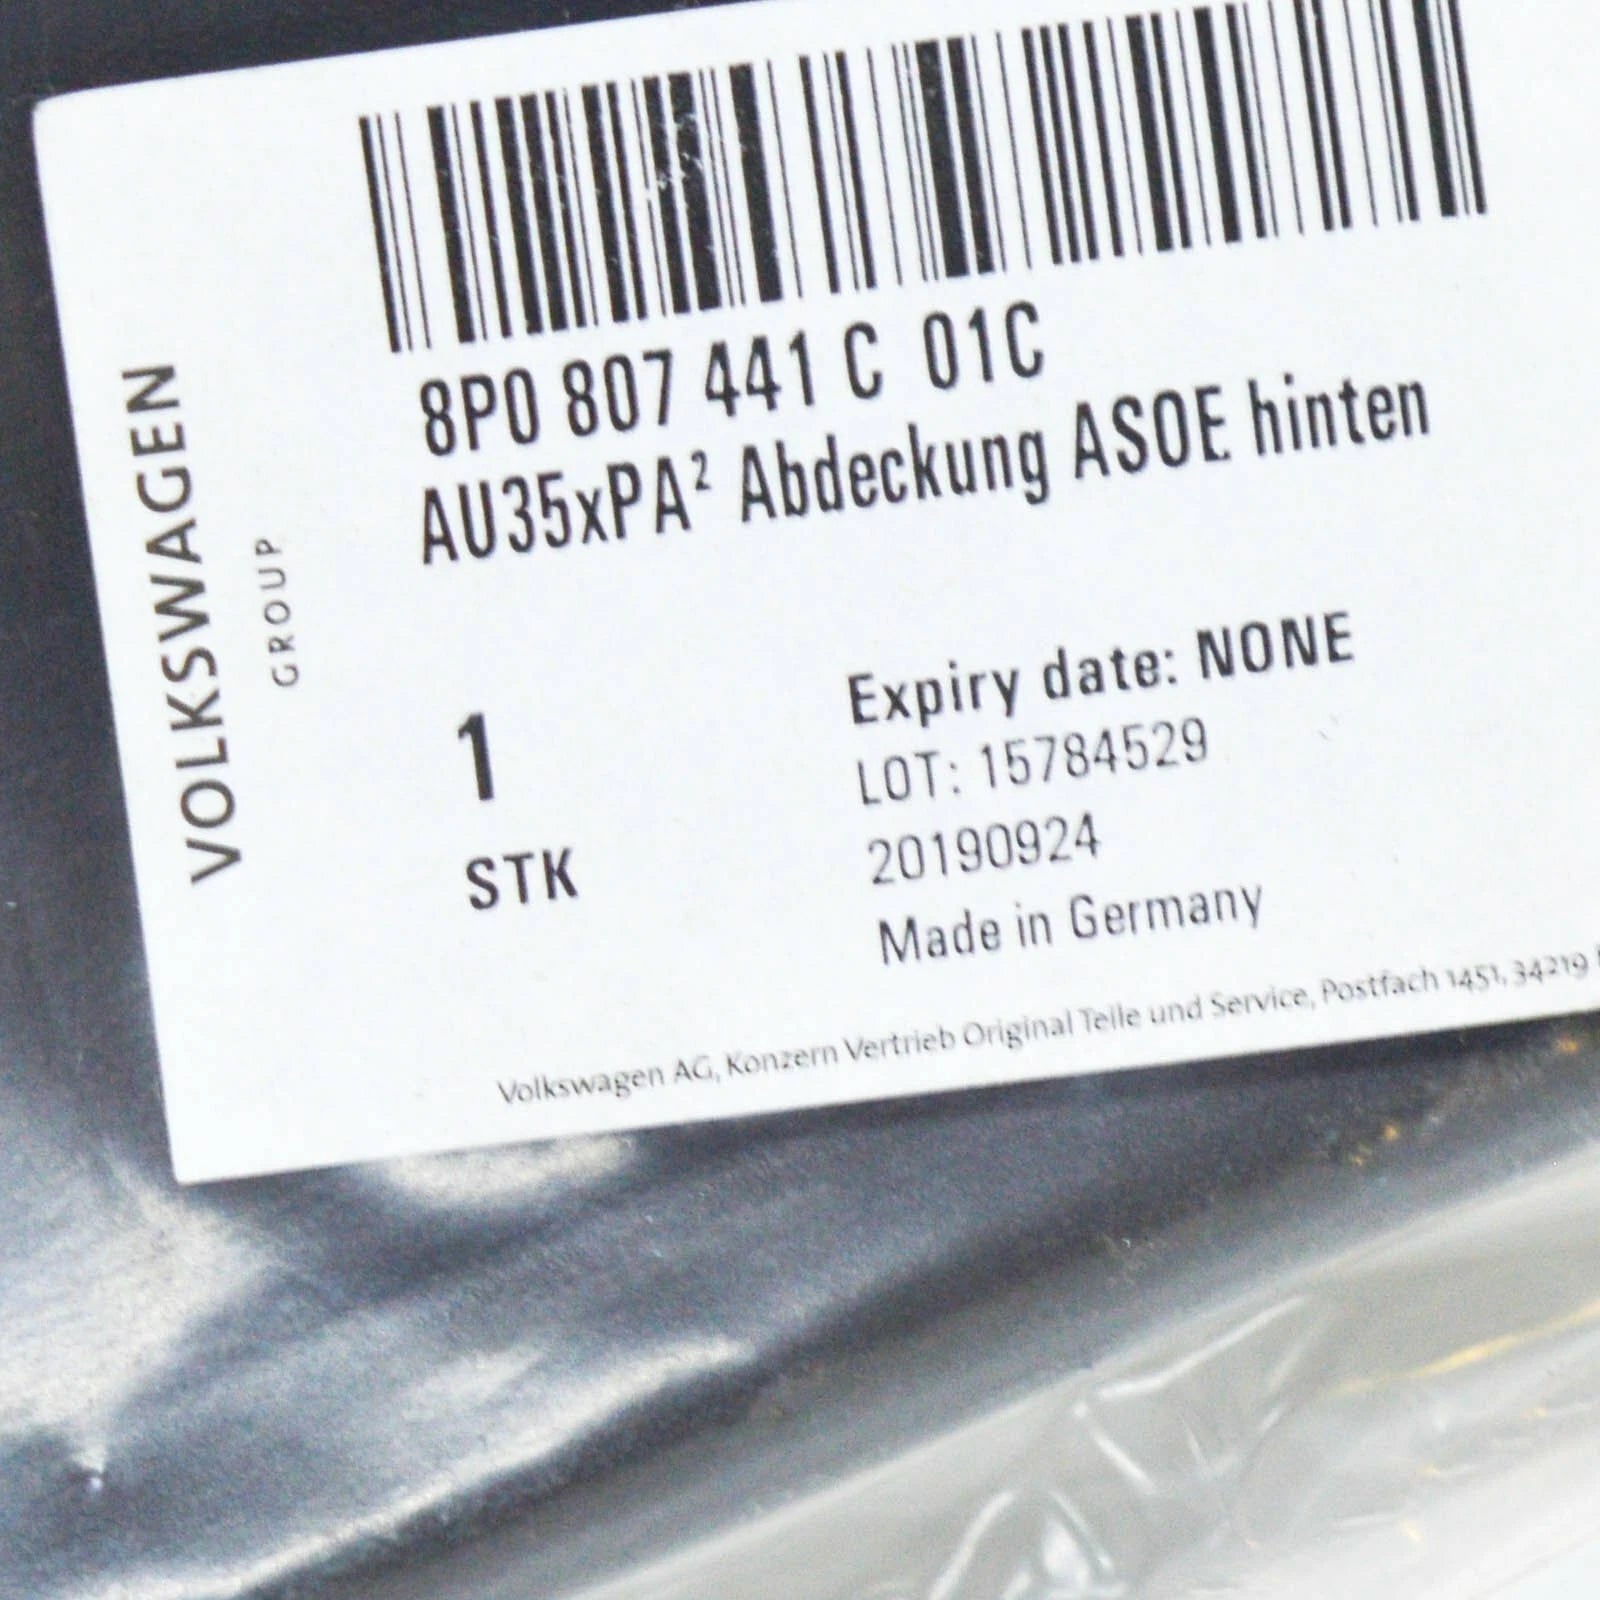 VOLKSWAGEN
GROUP
8P0 807 441 C 01C
AU35xPA² Abdeckung ASOE hinten
1
STK
Expiry date: NONE
LOT: 15784529
20190924
Made in Germany
Volkswagen AG, Konzern Vertrieb Original Teile und Service, Postfach 1451, 34219